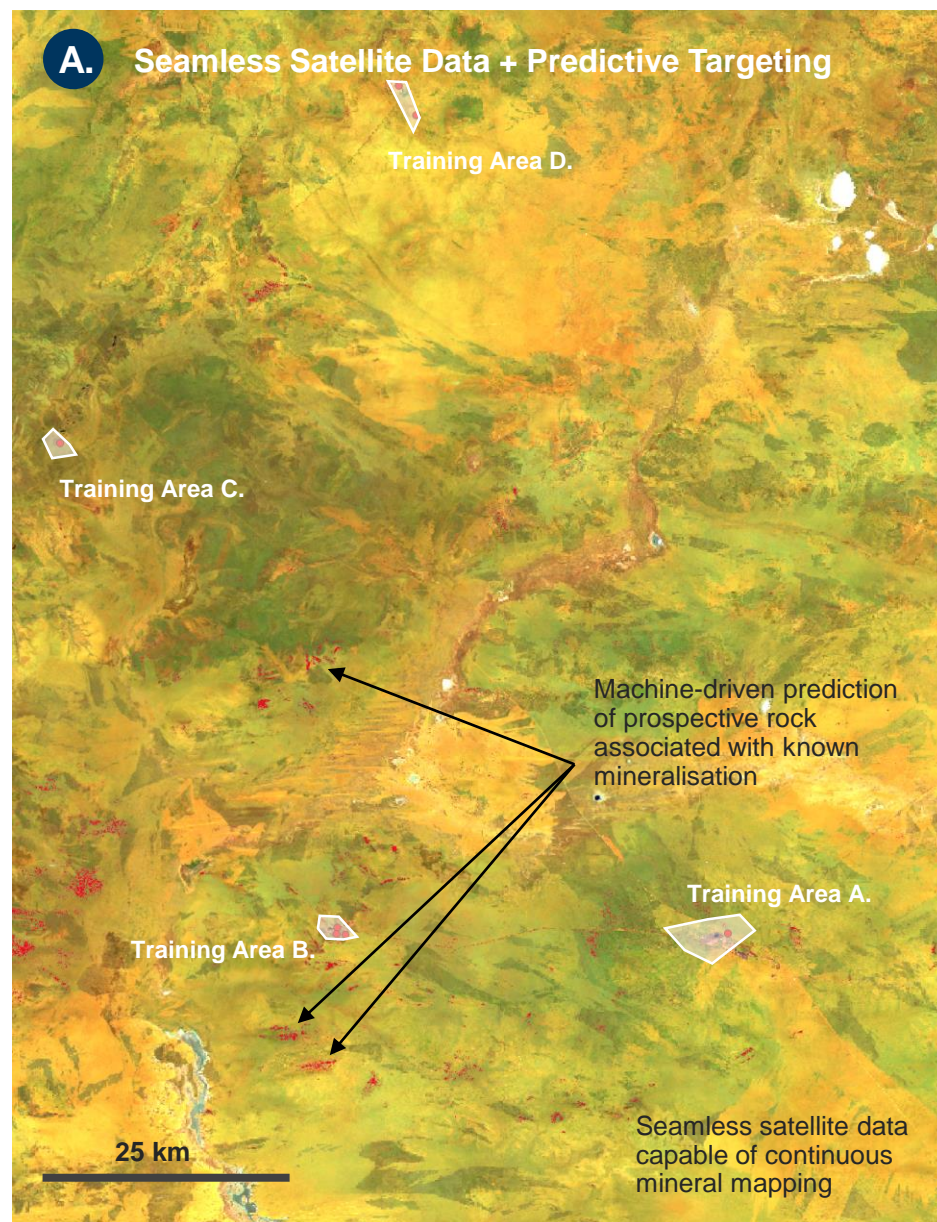 A. Seamless Satellite Data + Predictive Targeting
Training Area D.
Training Area C.
Machine-driven prediction
of prospective rock
associated with known
mineralisation
Training Area A.
Training Area B.
25 km
Seamless satellite data
capable of continuous
mineral mapping